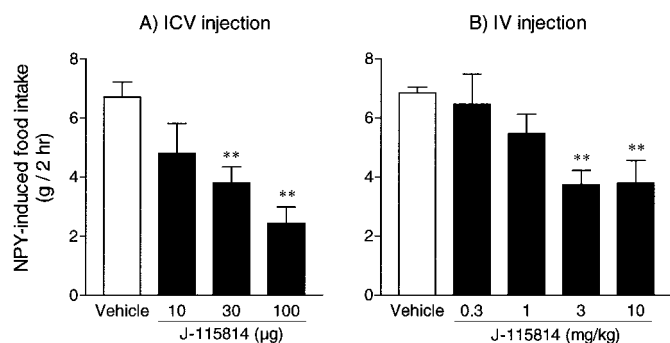 A) ICV injection
B) IV injection
NPY-induced food intake
(g / 2 hr)
8
6
4
2
0
**
**
Vehicle 10 30 100
J-115814 (µg)
8
6
4
2
0
**
**
Vehicle 0.3 1 3 10
J-115814 (mg/kg)